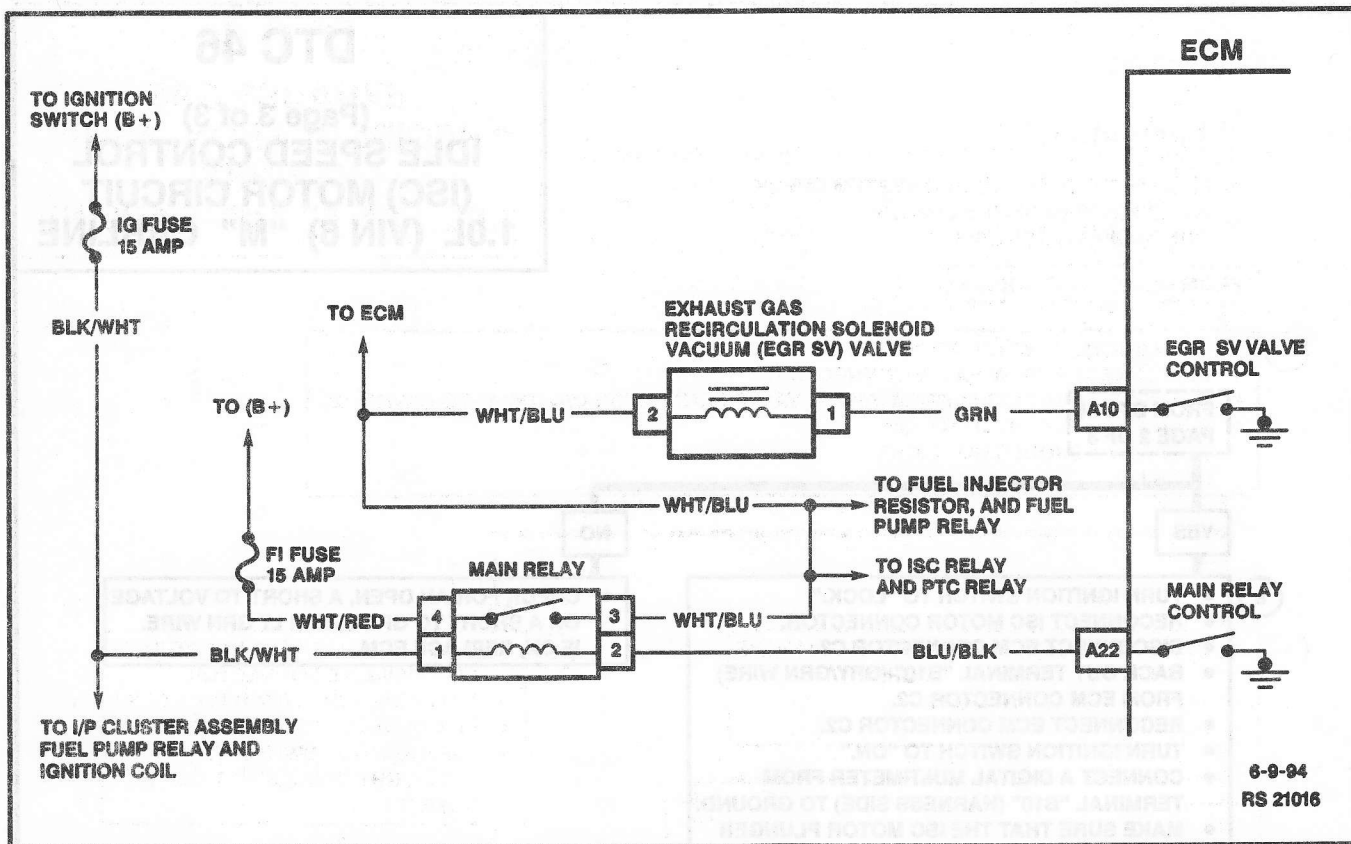 ECM
TO IGNITION
SWITCH (B+)
IG FUSE
15 AMP
BLK/WHT
TO ECM
EXHAUST GAS
RECIRCULATION SOLENOID
VACUUM (EGR SV) VALVE
EGR SV VALVE
CONTROL
TO (B+)
WHT/BLU
2
1
GRN
A10
WHT/BLU
TO FUEL INJECTOR
RESISTOR, AND FUEL
PUMP RELAY
FI FUSE
15 AMP
MAIN RELAY
TO ISC RELAY
AND PTC RELAY
MAIN RELAY
CONTROL
WHT/RED
4
3
WHT/BLU
BLK/WHT
1
2
BLU/BLK
A22
TO I/P CLUSTER ASSEMBLY
FUEL PUMP RELAY AND
IGNITION COIL
6-9-94
RS 21016